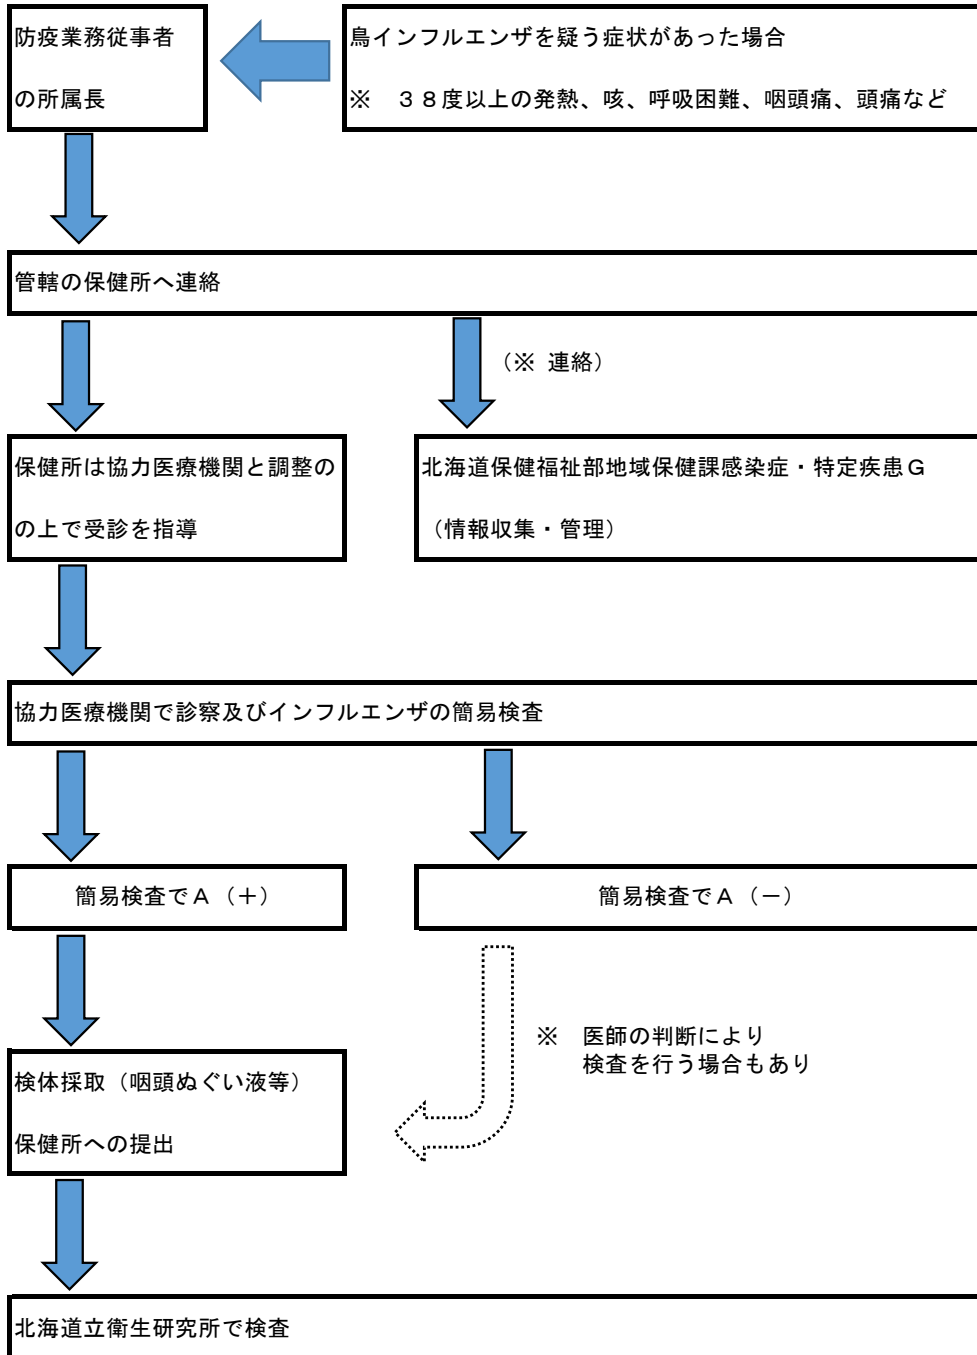 防疫業務従事者
の所属長
鳥インフルエンザを疑う症状があった場合
※　３８度以上の発熱、咳、呼吸困難、咽頭痛、頭痛など
管轄の保健所へ連絡
（※ 連絡）
保健所は協力医療機関と調整の
の上で受診を指導
北海道保健福祉部地域保健課感染症・特定疾患Ｇ
（情報収集・管理）
協力医療機関で診察及びインフルエンザの簡易検査
簡易検査でＡ（＋）
簡易検査でＡ（－）
※　医師の判断により
検査を行う場合もあり
検体採取（咽頭ぬぐい液等）
保健所への提出
北海道立衛生研究所で検査